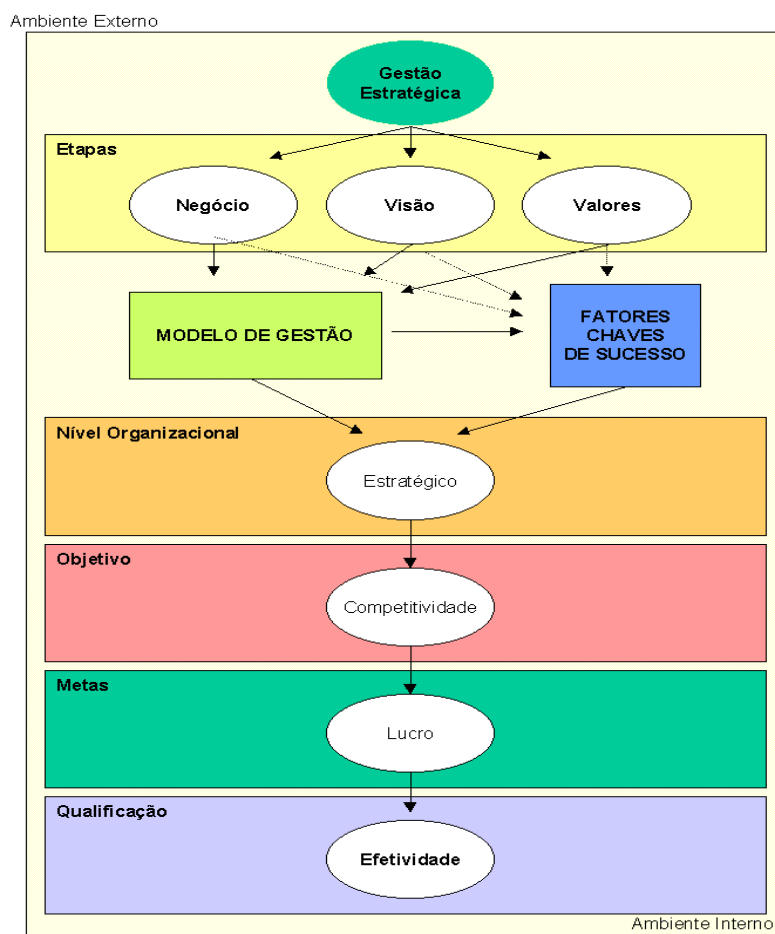 Ambiente Externo
Gestão
Estratégica
Etapas
Negócio
Visão
Valores
MODELO DE GESTÃO
FATORES
CHAVES
DE SUCESSO
Nível Organizacional
Estratégico
Objetivo
Competitividade
Metas
Lucro
Qualificação
Efetividade
Ambiente Interno